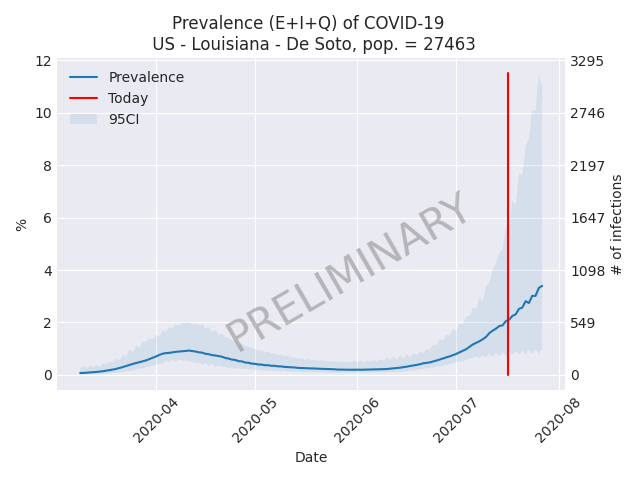 Prevalence (E+I+Q) of COVID-19
US - Louisiana - De Soto, pop. = 27463
Prevalence
Today
95CI
PRELIMINARY
12
10
8
6
4
2
0
%
3295
2746
2197
1647
1098
549
0
# of infections
2020-04
2020-05
2020-06
2020-07
2020-08
Date